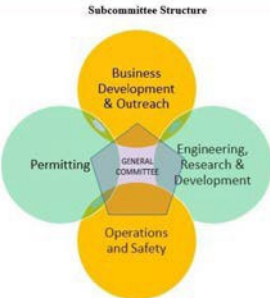 Subcommittee Structure
Business
Development
& Outreach
Permitting
GENERAL
COMMITTEE
Engineering,
Research &
Development
Operations
and Safety